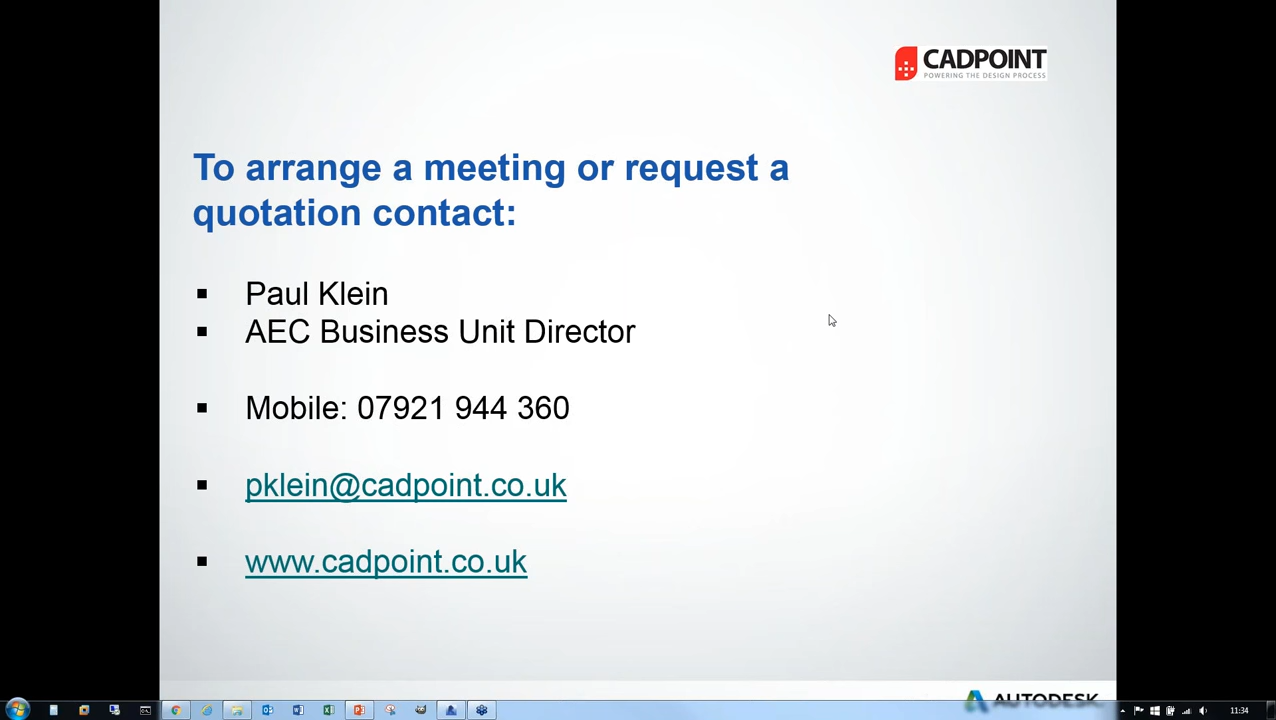 CADPOINT
POWERING THE DESIGN PROCESS
To arrange a meeting or request a
quotation contact:
Paul Klein
AEC Business Unit Director
Mobile: 07921 944 360
pklein@cadpoint.co.uk
www.cadpoint.co.uk
AUTODESK
11:34